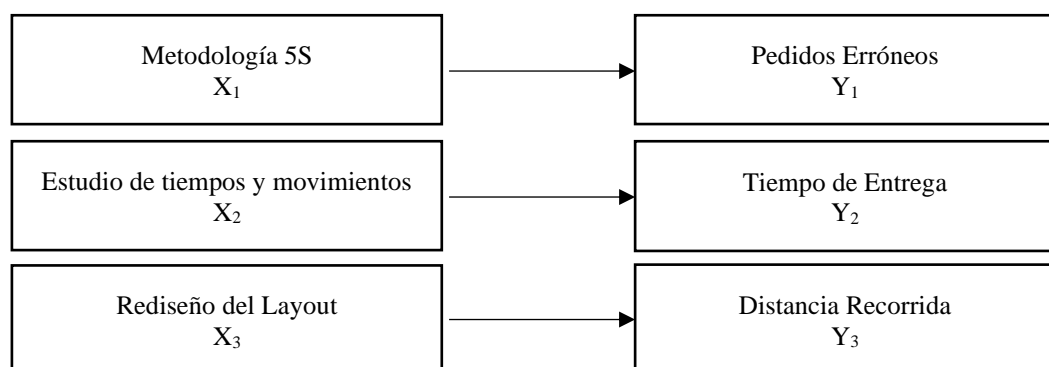 Metodología 5S
X₁
Pedidos Erróneos
Y₁
Estudio de tiempos y movimientos
X₂
Tiempo de Entrega
Y₂
Rediseño del Layout
X₃
Distancia Recorrida
Y₃